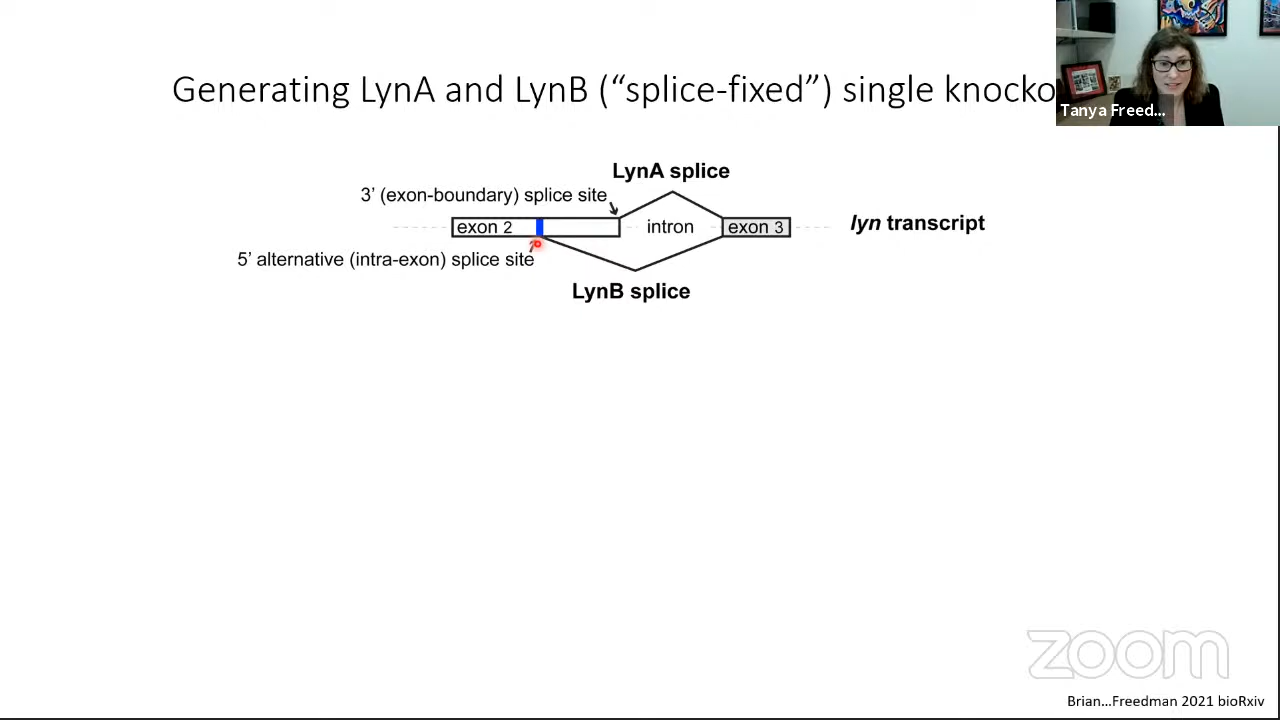 Generating LynA and LynB (“splice-fixed”) single knocko
Tanya Freed...
LynA splice
3’ (exon-boundary) splice site
exon 2
intron
exon 3
lyn transcript
5’ alternative (intra-exon) splice site
LynB splice
zoom
Brian…Freedman 2021 bioRxiv